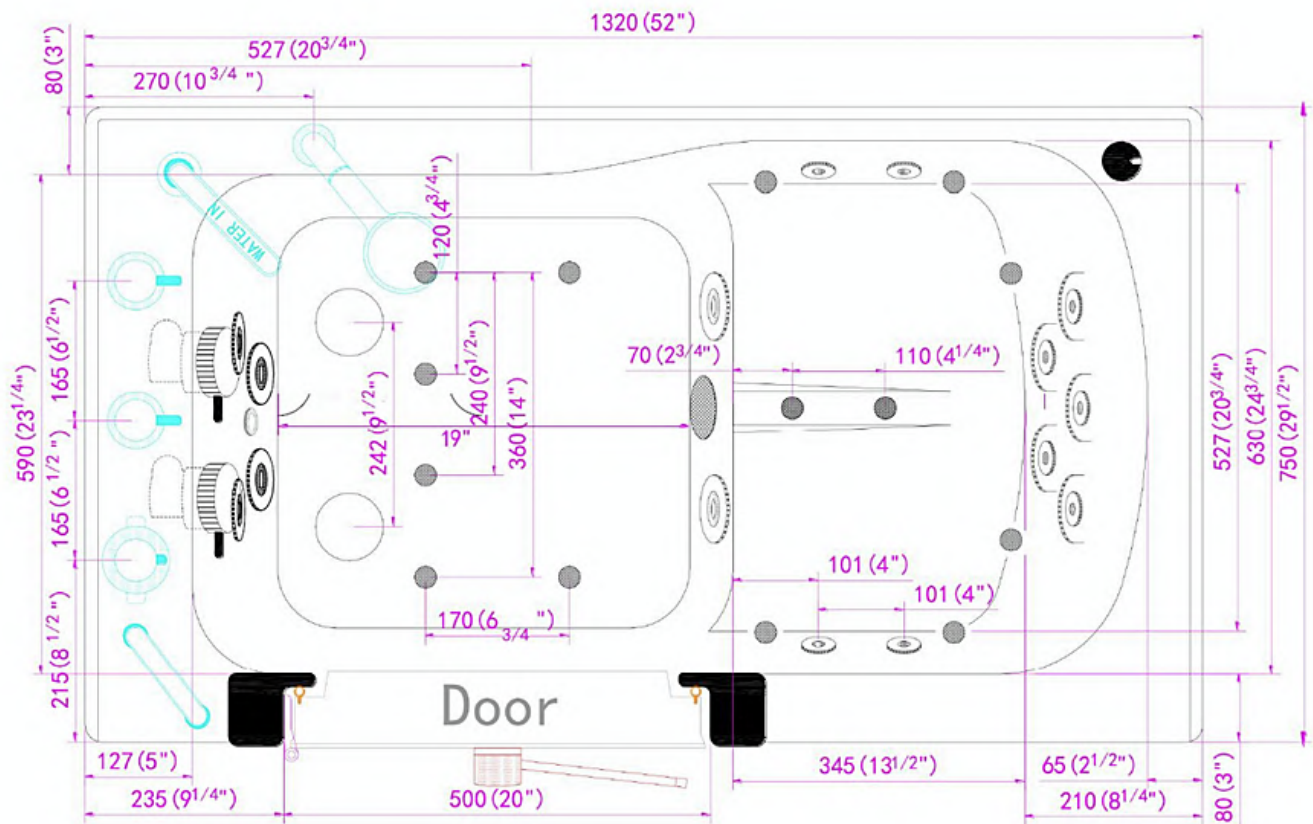 1320 (52")
527 (20 3/4")
270 (10 3/4 ")
80 (3")
120 (4 3/4")
WATER IN
165 (6 1/2")
165 (6 1/2")
590 (23 1/4")
215 (8 1/2")
242 (9 1/2")
19"
240 (9 1/2")
360 (14")
170 (6 3/4")
70 (2 3/4")
110 (4 1/4")
101 (4")
101 (4")
527 (20 3/4")
630 (24 3/4")
750 (29 1/2")
Door
127 (5")
235 (9 1/4")
500 (20")
345 (13 1/2")
65 (2 1/2")
210 (8 1/4")
80 (3")